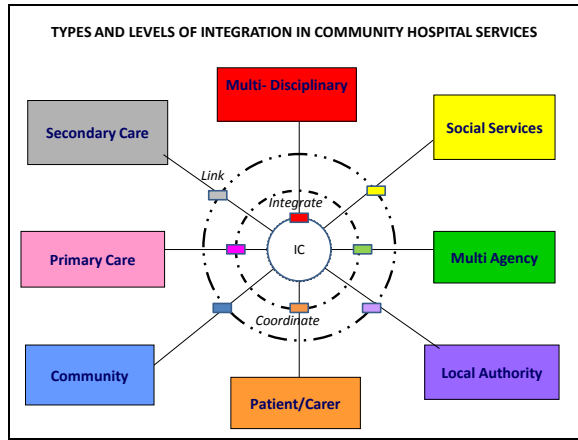 TYPES AND LEVELS OF INTEGRATION IN COMMUNITY HOSPITAL SERVICES
Multi- Disciplinary
Secondary Care
Social Services
Link
Integrate
Primary Care
IC
Multi Agency
Coordinate
Community
Patient/Carer
Local Authority